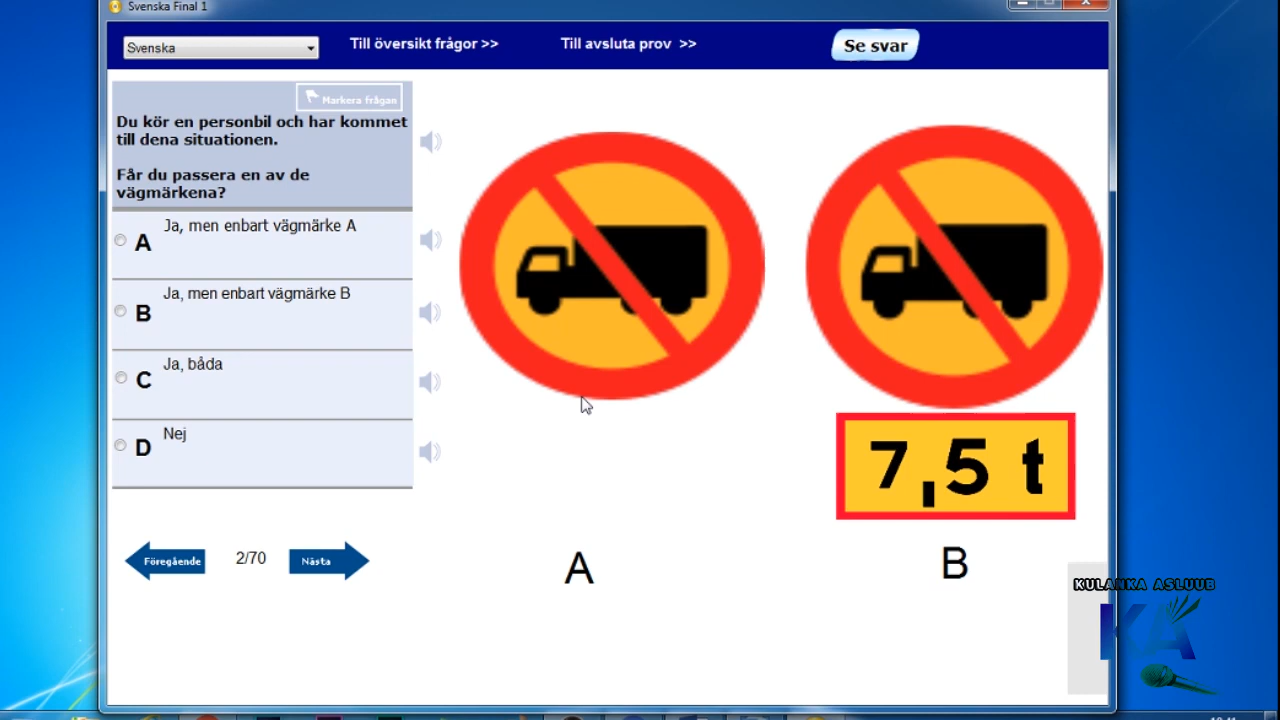 Svenska Final 1
Svenska
Till översikt frågor >>
Till avsluta prov >>
Se svar
Markera frågan
Du kör en personbil och har kommet
till dena situationen.
Får du passera en av de
vägmärkena?
A
Ja, men enbart vägmärke A
B
Ja, men enbart vägmärke B
C
Ja, båda
D
Nej
Föregående
2/70
Nästa
7,5 t
A
B
KULANKA ASLUUB
KA